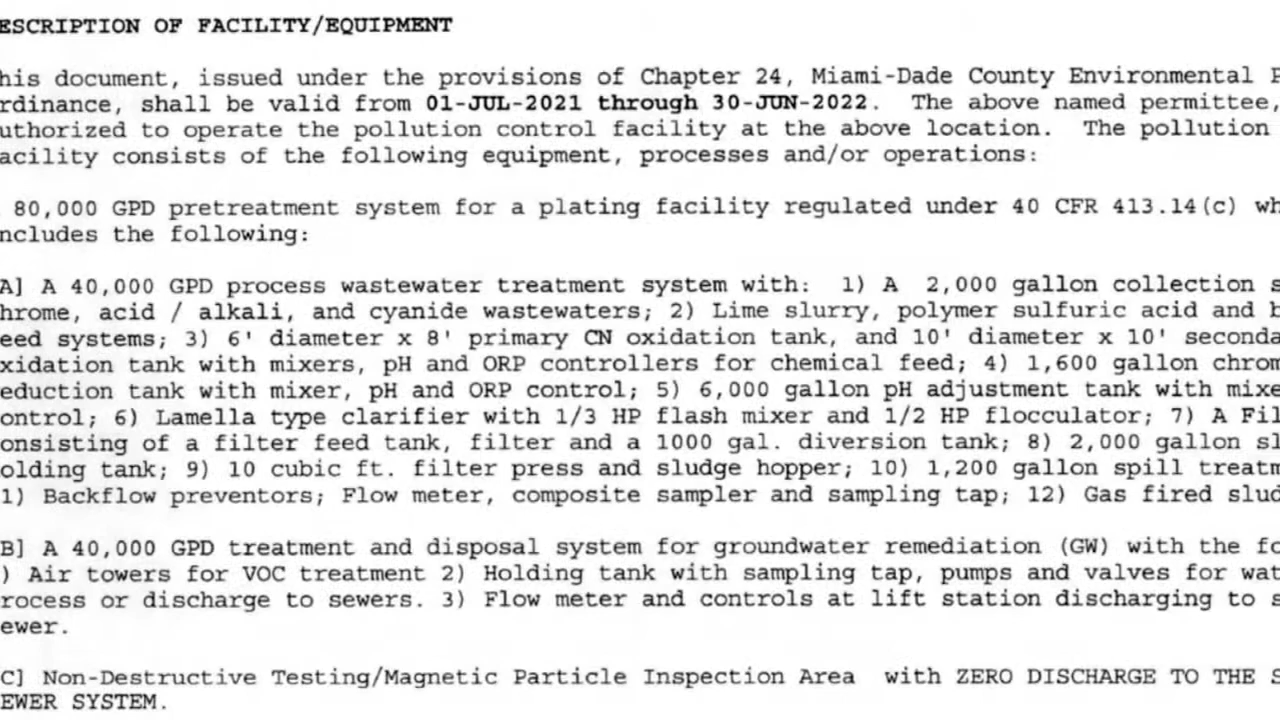 ESCRIPTION OF FACILITY/EQUIPMENT
his document, issued under the provisions of Chapter 24, Miami-Dade County Environmental P
rdinance, shall be valid from 01-JUL-2021 through 30-JUN-2022. The above named permittee,
uthorized to operate the pollution control facility at the above location. The pollution
acility consists of the following equipment, processes and/or operations:
80,000 GPD pretreatment system for a plating facility regulated under 40 CFR 413.14(c) wh
ncludes the following:
A] A 40,000 GPD process wastewater treatment system with: 1) A 2,000 gallon collection s
hrome, acid / alkali, and cyanide wastewaters; 2) Lime slurry, polymer sulfuric acid and b
eed systems; 3) 6' diameter x 8' primary CN oxidation tank, and 10' diameter x 10' seconda
xidation tank with mixers, pH and ORP controllers for chemical feed; 4) 1,600 gallon chrom
eduction tank with mixer, pH and ORP control; 5) 6,000 gallon pH adjustment tank with mixe
ontrol; 6) Lamella type clarifier with 1/3 HP flash mixer and 1/2 HP flocculator; 7) A Fil
onsisting of a filter feed tank, filter and a 1000 gal. diversion tank; 8) 2,000 gallon sl
olding tank; 9) 10 cubic ft. filter press and sludge hopper; 10) 1,200 gallon spill treatm
1) Backflow preventors; Flow meter, composite sampler and sampling tap; 12) Gas fired slud
B] A 40,000 GPD treatment and disposal system for groundwater remediation (GW) with the fo
) Air towers for VOC treatment 2) Holding tank with sampling tap, pumps and valves for wat
rocess or discharge to sewers. 3) Flow meter and controls at lift station discharging to s
ewer.
C] Non-Destructive Testing/Magnetic Particle Inspection Area with ZERO DISCHARGE TO THE S
EWER SYSTEM.